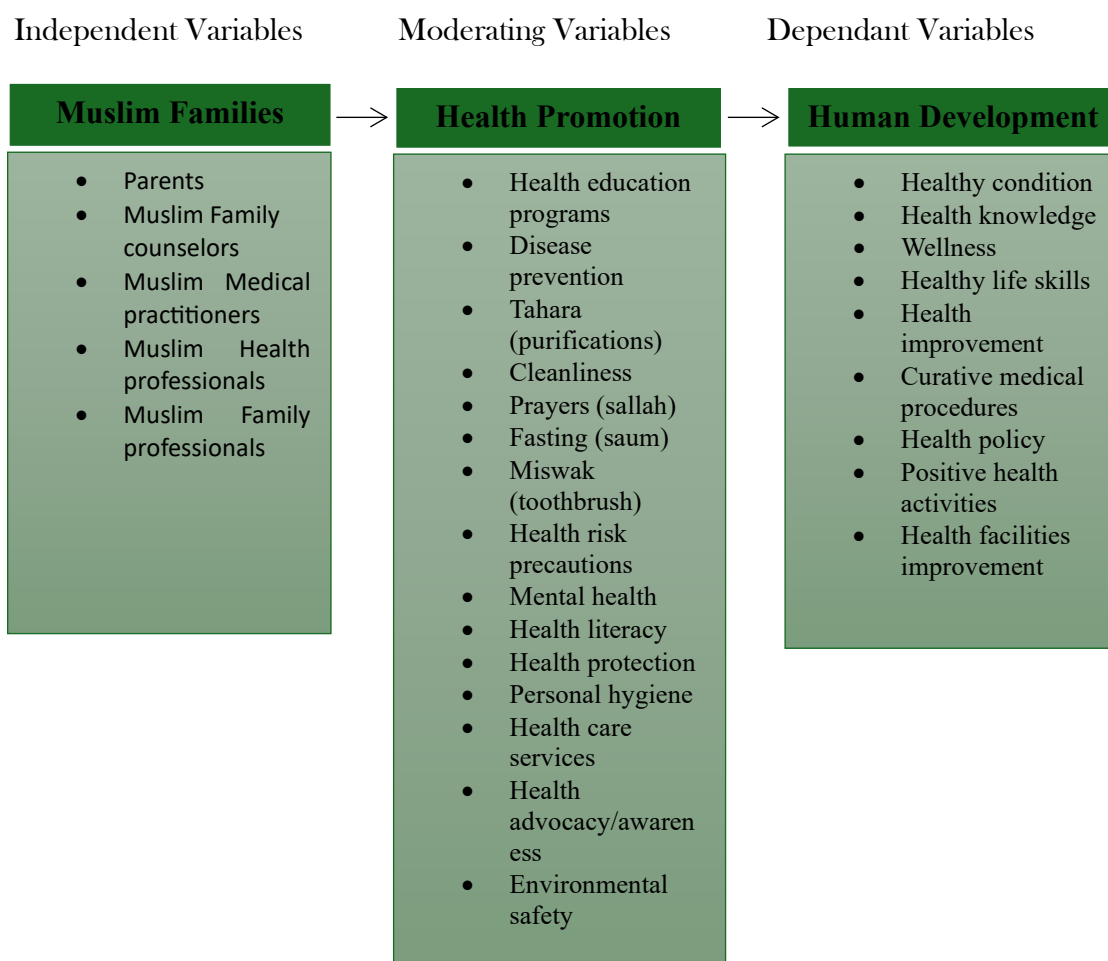 Independent Variables
Moderating Variables
Dependant Variables
Muslim Families
Health Promotion
Human Development
• Parents
• Muslim Family
counselors
• Muslim Medical
practitioners
• Muslim Health
professionals
• Muslim Family
professionals
• Health education
programs
• Disease
prevention
• Tahara
(purifications)
• Cleanliness
• Prayers (sallah)
• Fasting (saum)
• Miswak
(toothbrush)
• Health risk
precautions
• Mental health
• Health literacy
• Health protection
• Personal hygiene
• Health care
services
• Health
advocacy/awaren
ess
• Environmental
safety
• Healthy condition
• Health knowledge
• Wellness
• Healthy life skills
• Health
improvement
• Curative medical
procedures
• Health policy
• Positive health
activities
• Health facilities
improvement